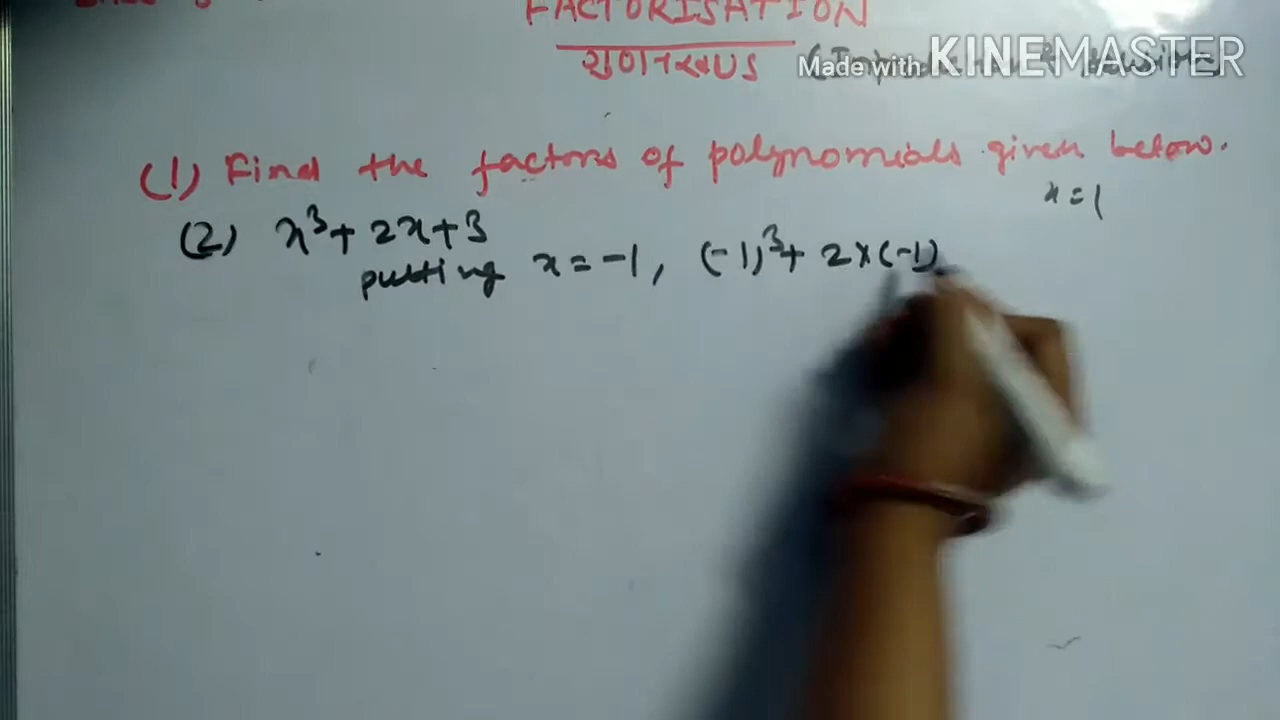 FACTORISATION
गुणनखण्ड
Made with KINEMASTER
(1) Find the factors of polynomials given below.
x = 1
(2) x³ + 2x + 3
putting x = -1, (-1)³ + 2 × (-1)